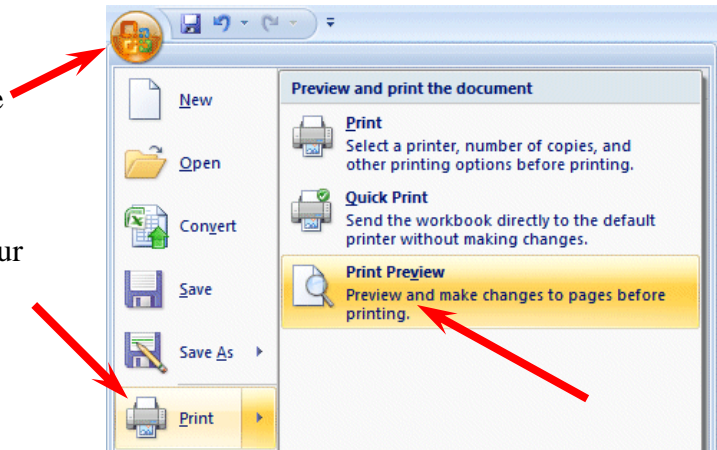 e
ur
New
Open
Convert
Save
Save As
Print
Preview and print the document
Print
Select a printer, number of copies, and
other printing options before printing.
Quick Print
Send the workbook directly to the default
printer without making changes.
Print Preview
Preview and make changes to pages before
printing.